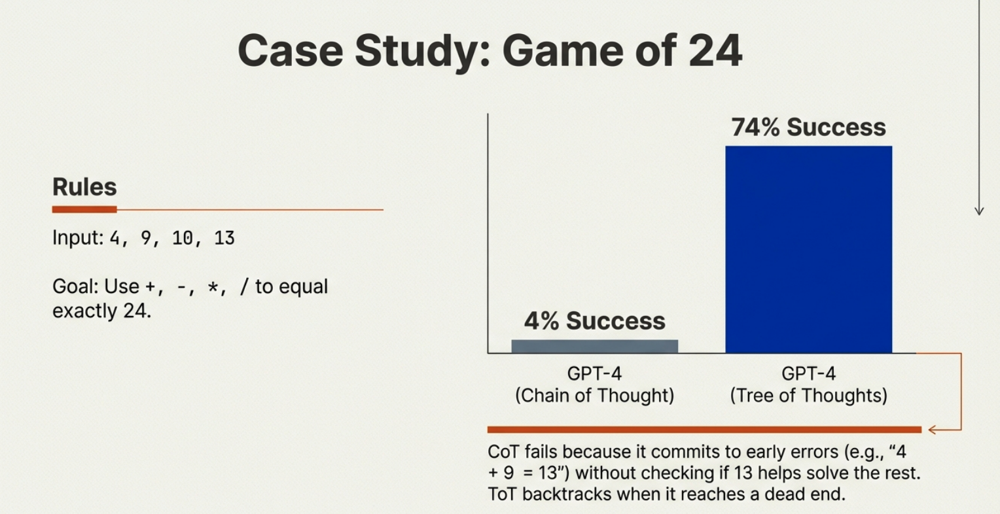 Case Study: Game of 24
Rules
Input: 4, 9, 10, 13
Goal: Use +, -, *, / to equal
exactly 24.
74% Success
4% Success
GPT-4
(Chain of Thought)
GPT-4
(Tree of Thoughts)
CoT fails because it commits to early errors (e.g., “4
+ 9 = 13”) without checking if 13 helps solve the rest.
ToT backtracks when it reaches a dead end.